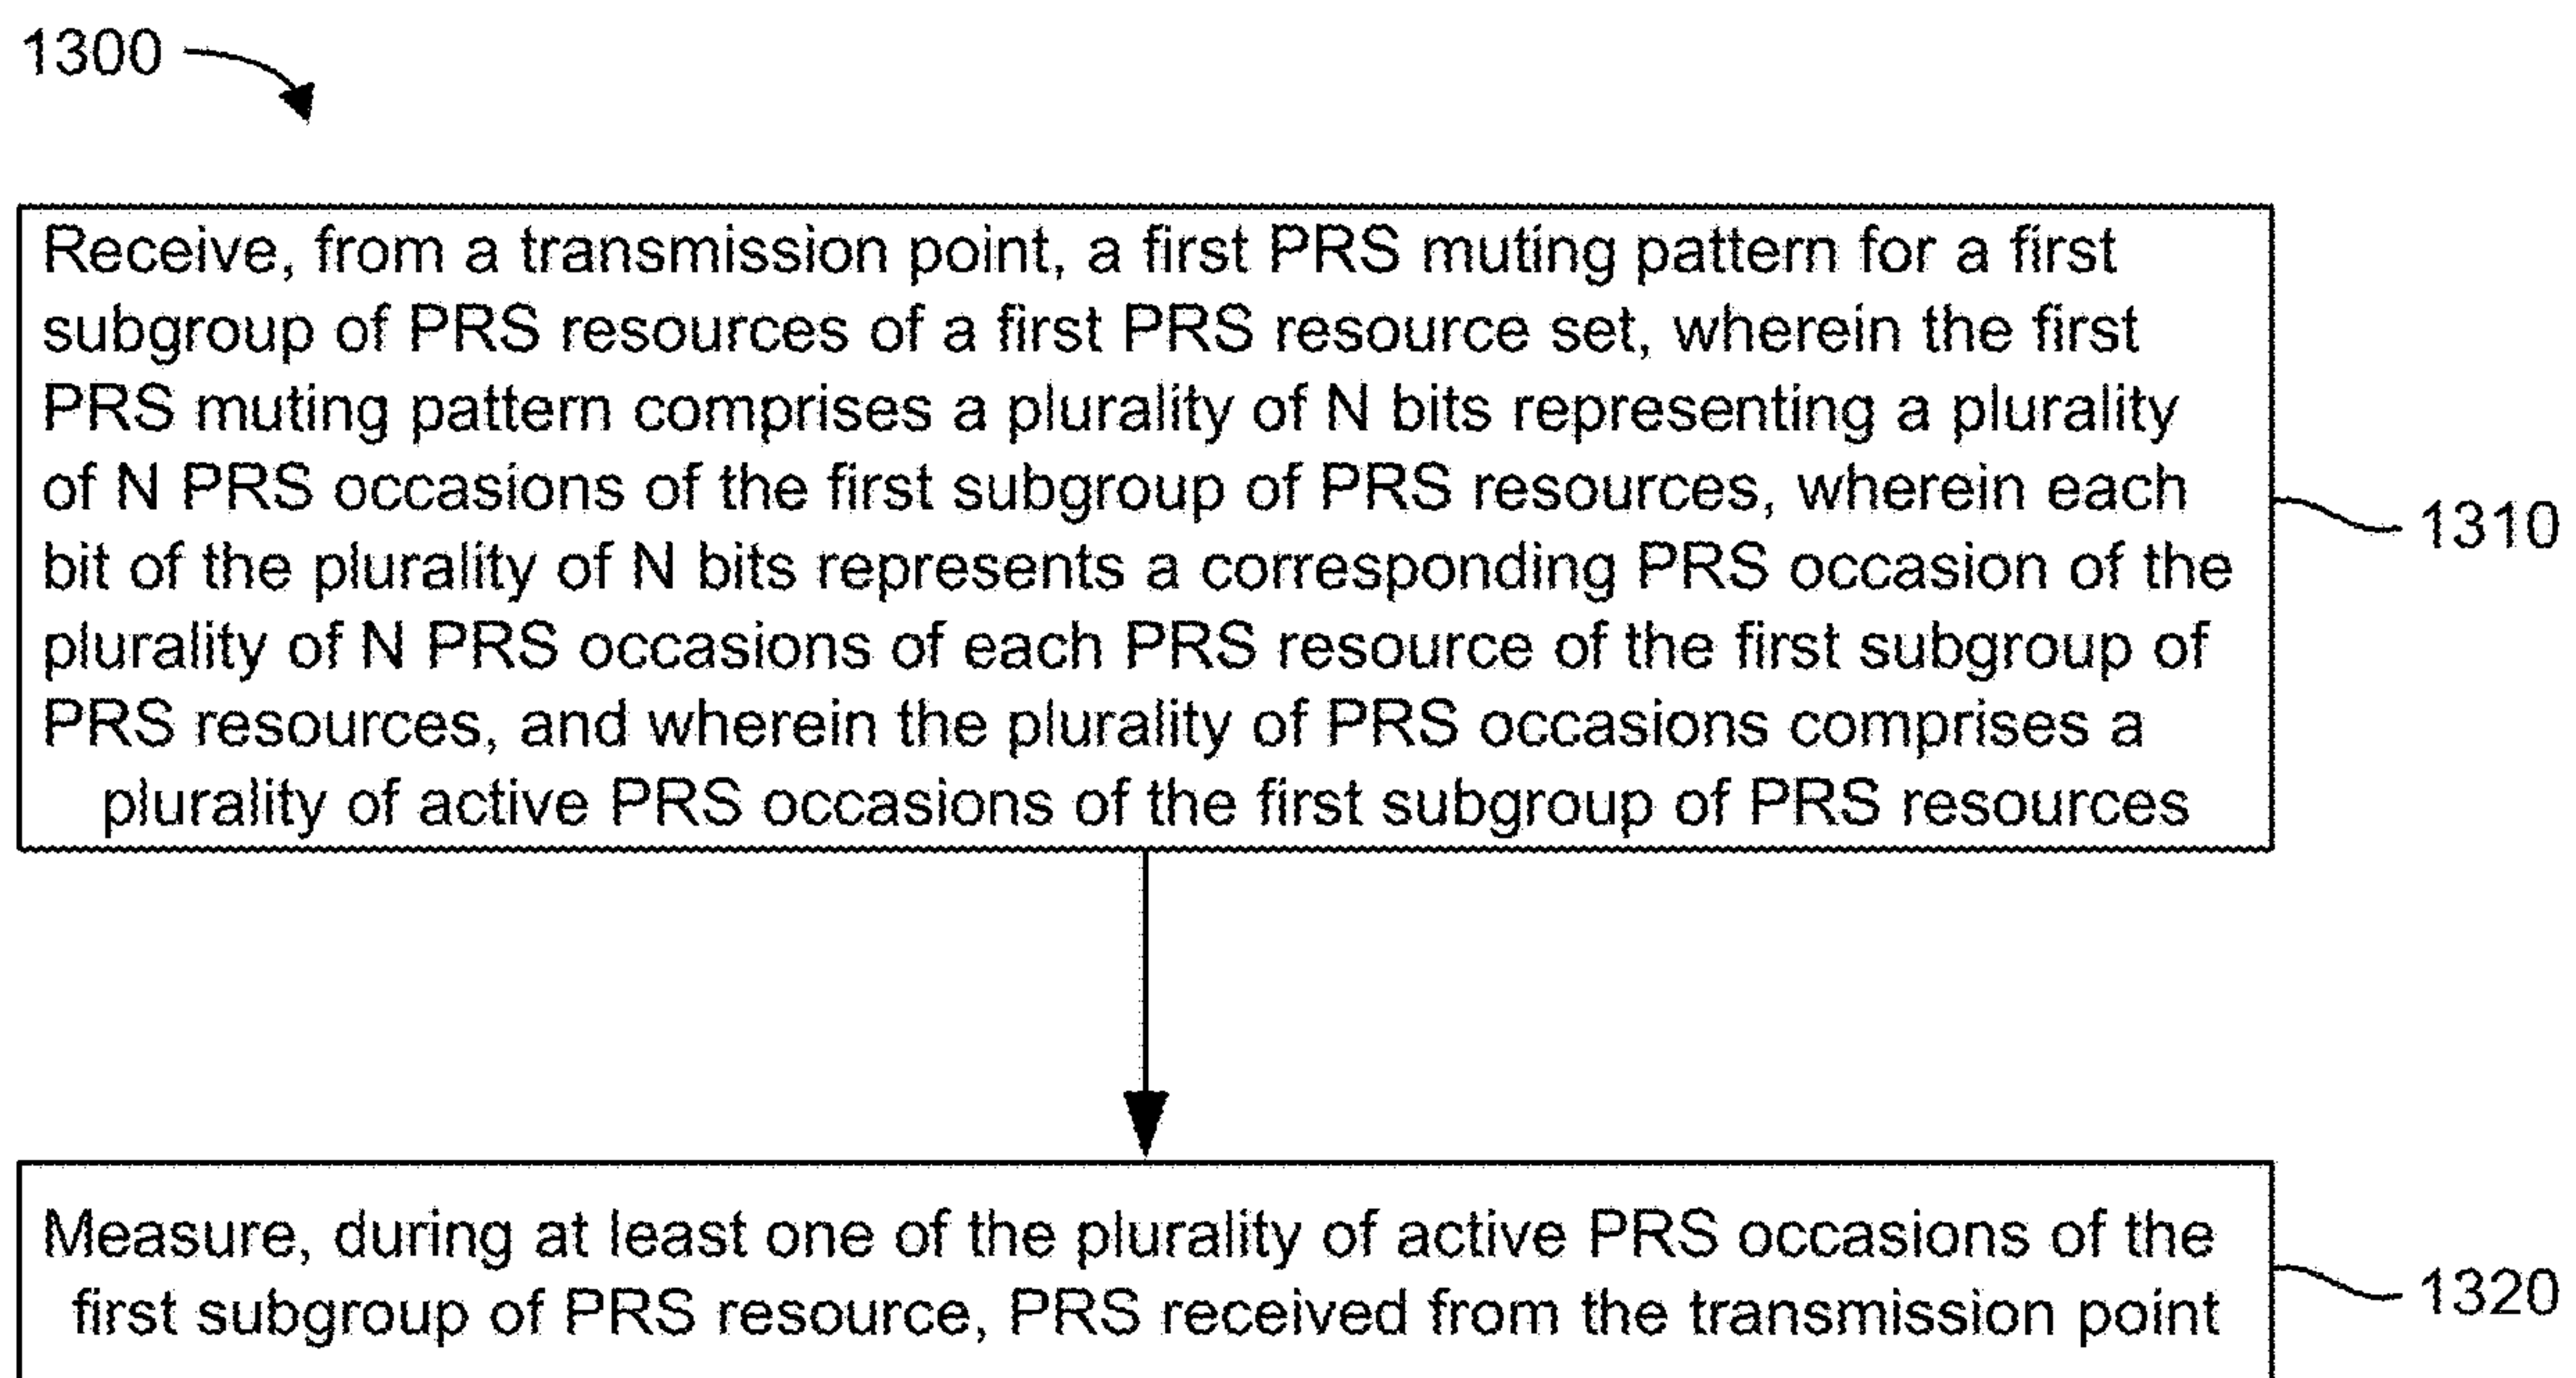 1300
Receive, from a transmission point, a first PRS muting pattern for a first
subgroup of PRS resources of a first PRS resource set, wherein the first
PRS muting pattern comprises a plurality of N bits representing a plurality
of N PRS occasions of the first subgroup of PRS resources, wherein each
bit of the plurality of N bits represents a corresponding PRS occasion of the
plurality of N PRS occasions of each PRS resource of the first subgroup of
PRS resources, and wherein the plurality of PRS occasions comprises a
plurality of active PRS occasions of the first subgroup of PRS resources
1310
Measure, during at least one of the plurality of active PRS occasions of the
first subgroup of PRS resource, PRS received from the transmission point
1320